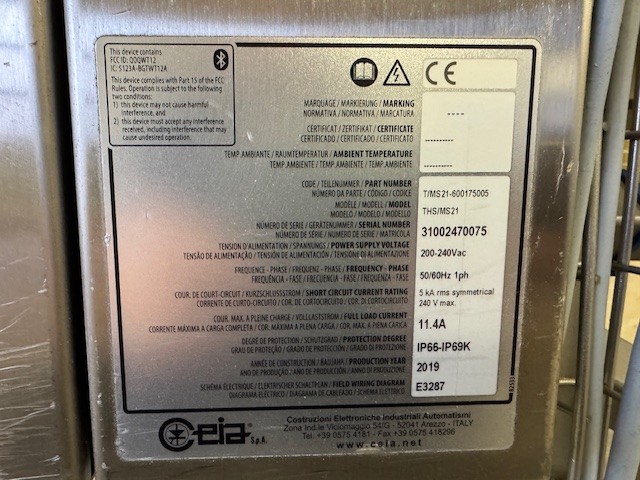 This device contains
FCC ID: QOQWT12
IC: 5123A-BGTWT12A
This device complies with Part 15 of the FCC
Rules. Operation is subject to the following
two conditions:
1) this device may not cause harmful
interference, and
2) this device must accept any interference
received, including interference that may
cause undesired operation.
CE
MARQUAGE / MARKIERUNG / MARKING
NORMATIVA / NORMATIVA / MARCATURA
----
CERTIFICAT / ZERTIFIKAT / CERTIFICATE
CERTIFICADO / CERTIFICADO / CERTIFICATO
----------
TEMP. AMBIANTE / RAUMTEMPERATUR / AMBIENT TEMPERATURE
TEMP. AMBIENTE / TEMP. AMBIENTE / TEMP. AMBIENTE
----------
CODE / TEILENUMMER / PART NUMBER
NÚMERO DA PARTE / CÓDIGO / CODICE
T/MS21-600175005
MODÈLE / MODELL / MODEL
MODELO / MODELO / MODELLO
THS/MS21
NUMÉRO DE SÉRIE / GERÄTENUMMER / SERIAL NUMBER
NÚMERO DE SÉRIE / NÚMERO DE SERIE / MATRICOLA
31002470075
TENSION D'ALIMENTATION / SPANNUNGS / POWER SUPPLY VOLTAGE
TENSÃO DE ALIMENTAÇÃO / TENSIÓN DE ALIMENTACIÓN / TENSIONE DI ALIMENTAZIONE
200-240Vac
FREQUENCE - PHASE / FREQUENZ - PHASE / FREQUENCY - PHASE
FREQUÊNCIA - FASE / FRECUENCIA - FASE / FREQUENZA - FASE
50/60Hz 1ph
COUR. DE COURT-CIRCUIT / KURZSCHLUSSSTROM / SHORT CIRCUIT CURRENT RATING
CORRENTE DE CURTO-CIRCUITO / COR. DE CORTOCIRCUITO / COR. DI CORTOCIRCUITO
5 kA rms symmetrical
240 V max.
COUR. MAX. A PLEINE CHARGE / VOLLLASTSTROM / FULL LOAD CURRENT
CORRENTE MÁXIMA A CARGA COMPLETA / COR. MÁXIMA A PLENA CARGA / COR. MAX. A PIENA CARICA
11.4A
DEGRÉ DE PROTECTION / SCHUTZGRAD / PROTECTION DEGREE
GRAU DE PROTEÇÃO / GRADO DE PROTECCIÓN / GRADO DI PROTEZIONE
IP66-IP69K
ANNÉE DE CONSTRUCTION / BAUJAHR / PRODUCTION YEAR
ANO DE PRODUÇÃO / AÑO DE PRODUCCIÓN / ANNO DI PRODUZIONE
2019
SCHÉMA ÉLECTRIQUE / ELEKTRISCHER SCHALTPLAN / FIELD WIRING DIAGRAM
DIAGRAMA ELÉTRICO / DIAGRAMA DE CABLEADO / SCHEMA ELETTRICO
E3287
Ceia S.p.A.
Costruzioni Elettroniche Industriali Automatismi
Zona Ind.le Viciomaggio 54/G - 52041 Arezzo - ITALY
Tel. +39 0575 4181 - Fax +39 0575 418296
www.ceia.net